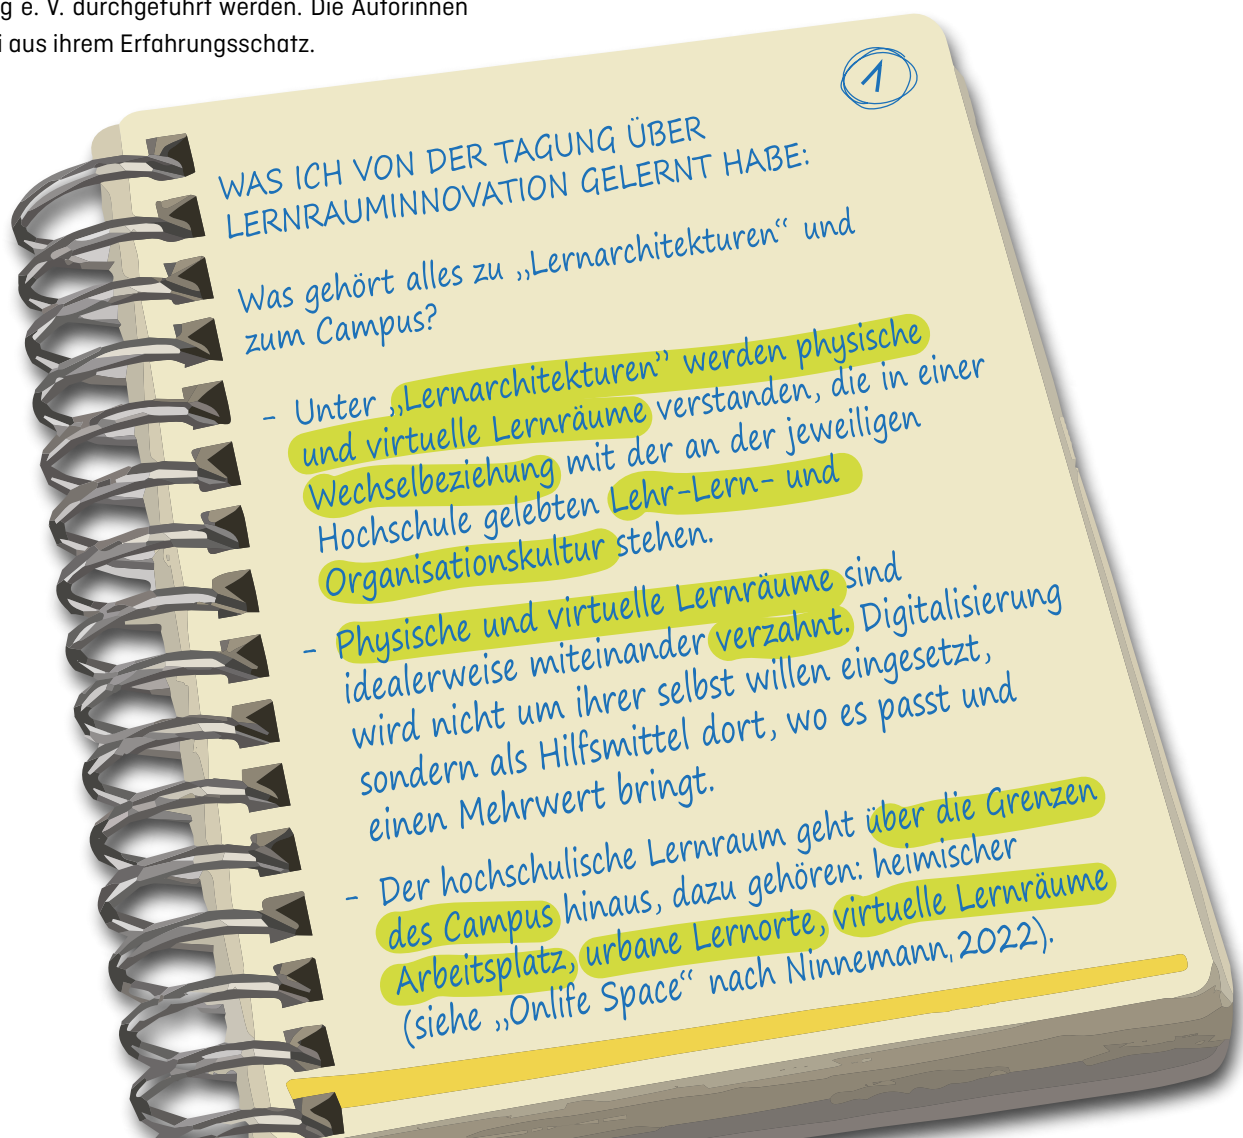 g e. V. durchgeführt werden. Die Autorinnen
i aus ihrem Erfahrungsschatz.
1
WAS ICH VON DER TAGUNG ÜBER
LERNRAUMINNOVATION GELERNT HABE:
Was gehört alles zu „Lernarchitekturen“ und
zum Campus?
– Unter „Lernarchitekturen” werden physische
und virtuelle Lernräume verstanden, die in einer
Wechselbeziehung mit der an der jeweiligen
Hochschule gelebten Lehr-Lern- und
Organisationskultur stehen.
– Physische und virtuelle Lernräume sind
idealerweise miteinander verzahnt. Digitalisierung
wird nicht um ihrer selbst willen eingesetzt,
sondern als Hilfsmittel dort, wo es passt und
einen Mehrwert bringt.
– Der hochschulische Lernraum geht über die Grenzen
des Campus hinaus, dazu gehören: heimischer
Arbeitsplatz, urbane Lernorte, virtuelle Lernräume
(siehe „Onlife Space“ nach Ninnemann, 2022).